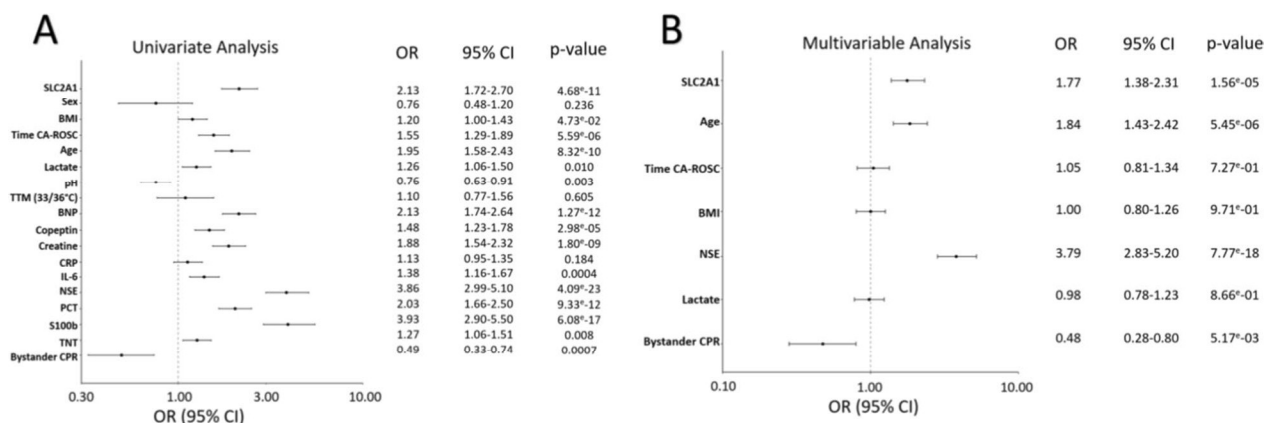 A
Univariate Analysis
OR 95% CI p-value
SLC2A1 2.13 1.72-2.70 4.68e-11
Sex 0.76 0.48-1.20 0.236
BMI 1.20 1.00-1.43 4.73e-02
Time CA-ROSC 1.55 1.29-1.89 5.59e-06
Age 1.95 1.58-2.43 8.32e-10
Lactate 1.26 1.06-1.50 0.010
pH 0.76 0.63-0.91 0.003
TTM (33/36°C) 1.10 0.77-1.56 0.605
BNP 2.13 1.74-2.64 1.27e-12
Copeptin 1.48 1.23-1.78 2.98e-05
Creatine 1.88 1.54-2.32 1.80e-09
CRP 1.13 0.95-1.35 0.184
IL-6 1.38 1.16-1.67 0.0004
NSE 3.86 2.99-5.10 4.09e-23
PCT 2.03 1.66-2.50 9.33e-12
S100b 3.93 2.90-5.50 6.08e-17
TNT 1.27 1.06-1.51 0.008
Bystander CPR 0.49 0.33-0.74 0.0007
0.30 1.00 3.00 10.00
OR (95% CI)
B
Multivariable Analysis
OR 95% CI p-value
SLC2A1 1.77 1.38-2.31 1.56e-05
Age 1.84 1.43-2.42 5.45e-06
Time CA-ROSC 1.05 0.81-1.34 7.27e-01
BMI 1.00 0.80-1.26 9.71e-01
NSE 3.79 2.83-5.20 7.77e-18
Lactate 0.98 0.78-1.23 8.66e-01
Bystander CPR 0.48 0.28-0.80 5.17e-03
0.10 1.00 10.00
OR (95% CI)